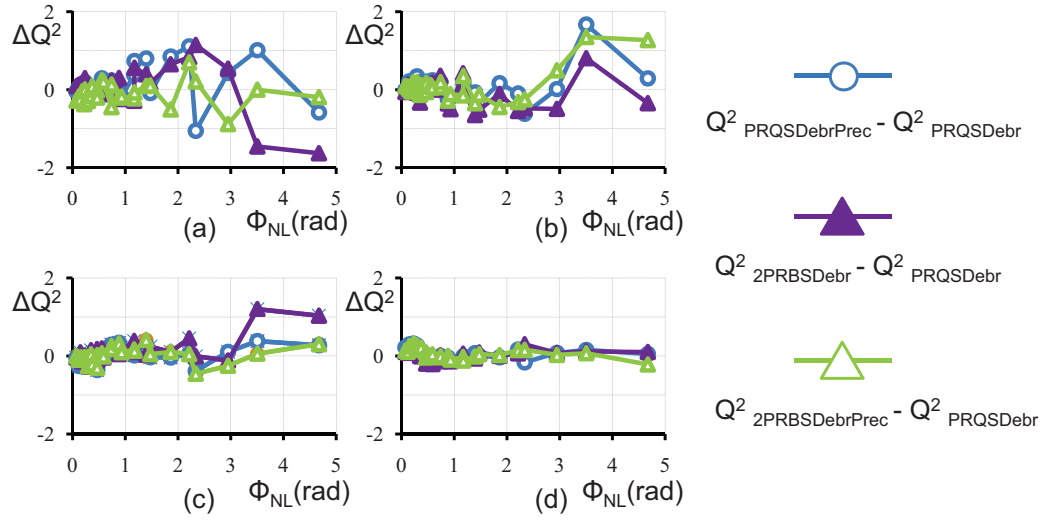 2
ΔQ²
0
-2
0 1 2 3 4 5
(a) Φ_NL(rad)
2
ΔQ²
0
-2
0 1 2 3 4 5
(b) Φ_NL(rad)
2
ΔQ²
0
-2
0 1 2 3 4 5
(c) Φ_NL(rad)
2
ΔQ²
0
-2
0 1 2 3 4 5
(d) Φ_NL(rad)
Q² PRQSDebrPrec - Q² PRQSDebr
Q² 2PRBSDebr - Q² PRQSDebr
Q² 2PRBSDebrPrec - Q² PRQSDebr